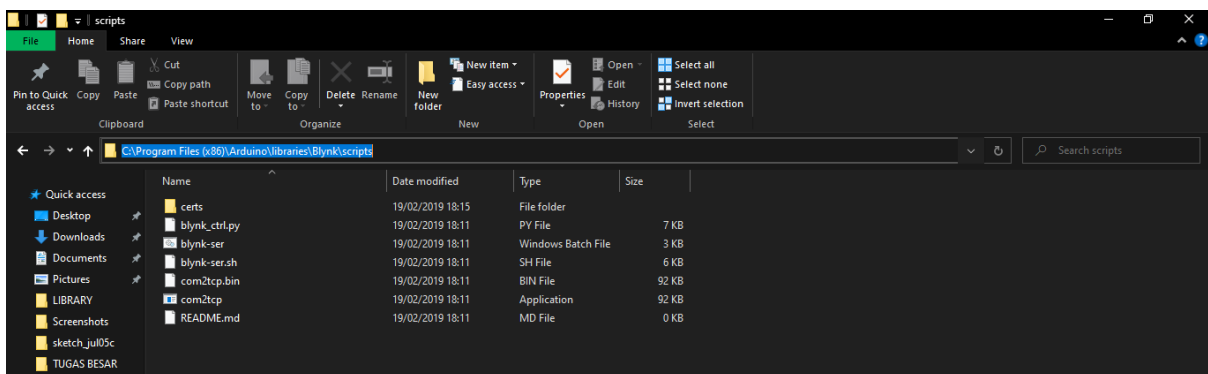 scripts
File Home Share View
Pin to Quick access
Copy
Paste
Cut
Copy path
Paste shortcut
Clipboard
Move to
Copy to
Delete
Rename
Organize
New folder
New item
Easy access
New
Properties
Open
Edit
History
Open
Select all
Select none
Invert selection
Select
C:\Program Files (x86)\Arduino\libraries\Blynk\scripts
Search scripts
Quick access
Desktop
Downloads
Documents
Pictures
LIBRARY
Screenshots
sketch_jul05c
TUGAS BESAR
Name Date modified Type Size
certs 19/02/2019 18:15 File folder
blynk_ctrl.py 19/02/2019 18:11 PY File 7 KB
blynk-ser 19/02/2019 18:11 Windows Batch File 3 KB
blynk-ser.sh 19/02/2019 18:11 SH File 6 KB
com2tcp.bin 19/02/2019 18:11 BIN File 92 KB
com2tcp 19/02/2019 18:11 Application 92 KB
README.md 19/02/2019 18:11 MD File 0 KB